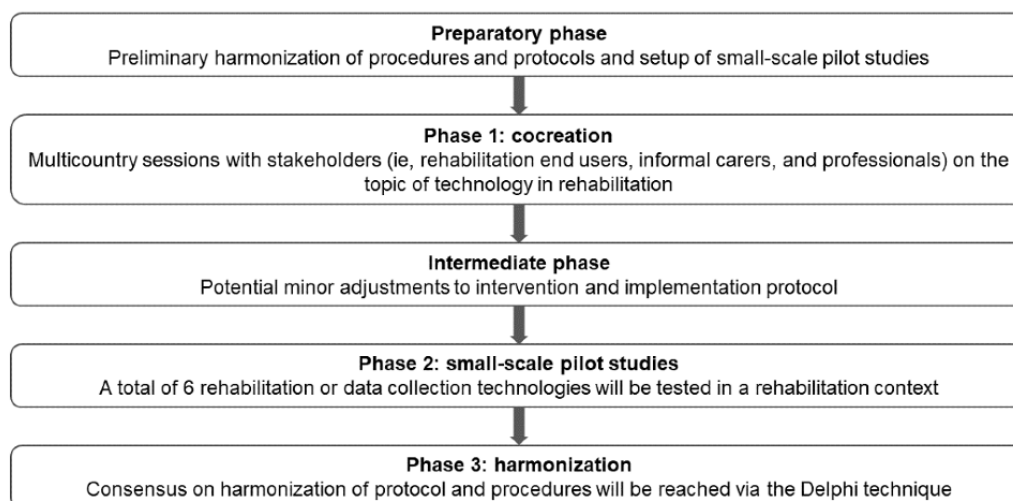 Preparatory phase
Preliminary harmonization of procedures and protocols and setup of small-scale pilot studies
Phase 1: cocreation
Multicountry sessions with stakeholders (ie, rehabilitation end users, informal carers, and professionals) on the
topic of technology in rehabilitation
Intermediate phase
Potential minor adjustments to intervention and implementation protocol
Phase 2: small-scale pilot studies
A total of 6 rehabilitation or data collection technologies will be tested in a rehabilitation context
Phase 3: harmonization
Consensus on harmonization of protocol and procedures will be reached via the Delphi technique